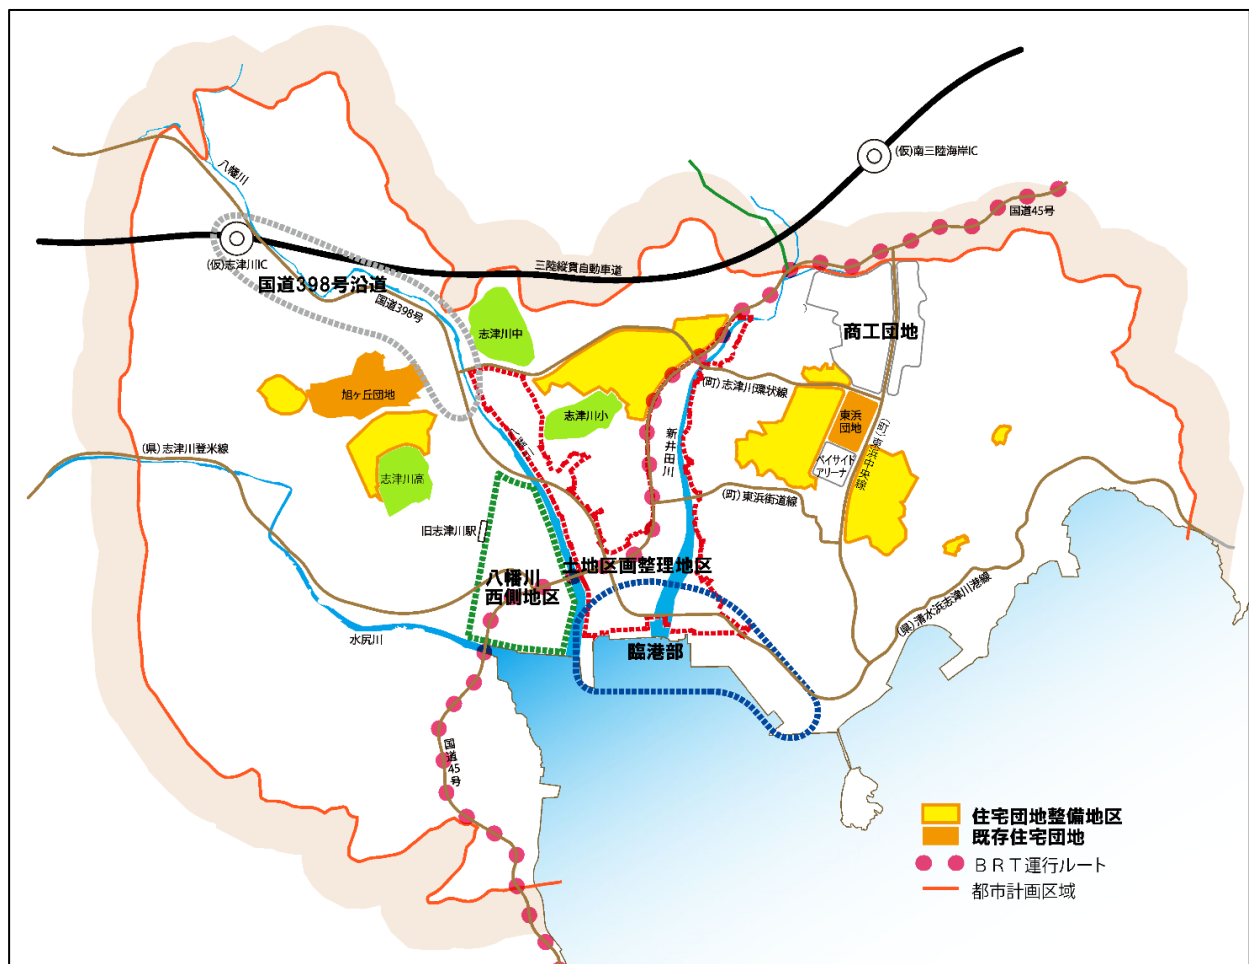 (仮)南三陸海岸IC
八幡川
国道45号
(仮)志津川IC
三陸縦貫自動車道
国道398号沿道
国道398号
志津川中
商工団地
(町)志津川環状線
旭ヶ丘団地
志津川小
東浜
団地
新井田川
(県)志津川登米線
ベイサイド
アリーナ
(町)東浜中央線
志津川高
(町)東浜街道線
旧志津川駅
土地区画整理地区
八幡川
西側地区
(県)清水浜志津川港線
水尻川
臨港部
国道45号
住宅団地整備地区
既存住宅団地
BRT運行ルート
都市計画区域